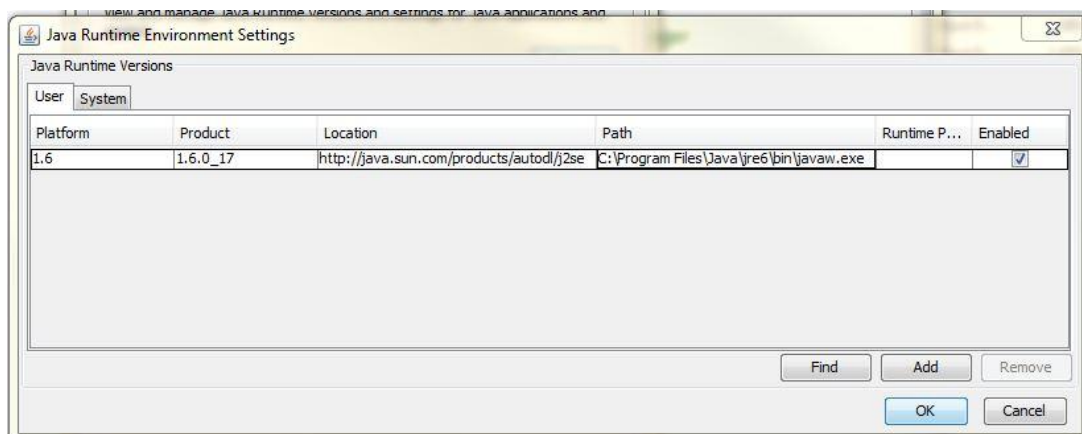 View and manage Java Runtime Versions and settings for Java applications and
Java Runtime Environment Settings
Java Runtime Versions
User System
Platform Product Location Path Runtime P... Enabled
1.6 1.6.0_17 http://java.sun.com/products/autodl/j2se C:\Program Files\Java\jre6\bin\javaw.exe
Find Add Remove
OK Cancel